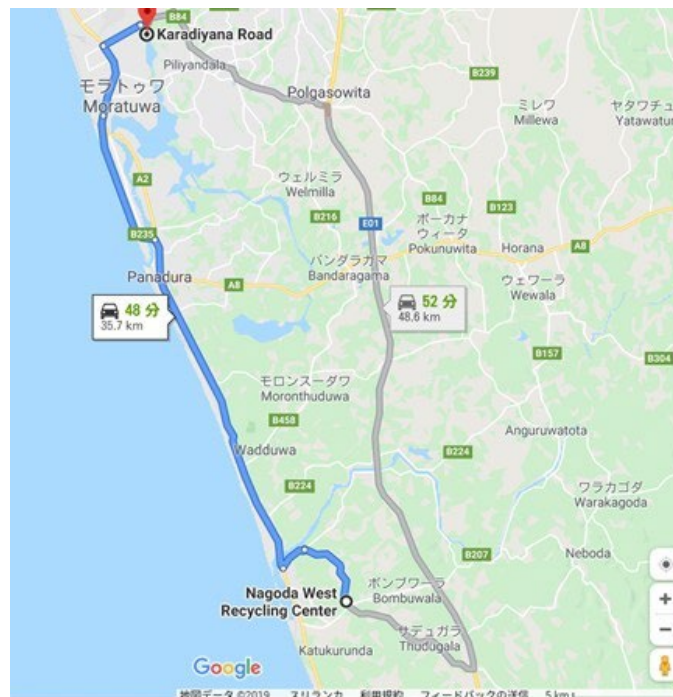 B84
Karadiyana Road
Piliyandala
B239
モラトゥワ
Moratuwa
Polgasowita
ミレワ
Millewa
ヤタワチュ
Yatawatur
A2
ウェルミラ
Welmilla
B84
B123
B216
E01
ポーカナ
ウィータ
Pokunuwita
Horana
A8
B235
バンダラガマ
Bandaragama
Panadura
A8
ウェワーラ
Wewala
48 分
35.7 km
52 分
48.6 km
B157
B304
モロンスーダワ
Moronthuduwa
B458
Anguruwatota
Wadduwa
B224
B224
ワラカゴダ
Warakagoda
B207
Neboda
Nagoda West
Recycling Center
ボンブワーラ
Bombuwala
サデュガラ
Thudugala
Katukurunda
Google
地図データ ©2019 スリランカ 利用規約 フィードバックの送信 5 km